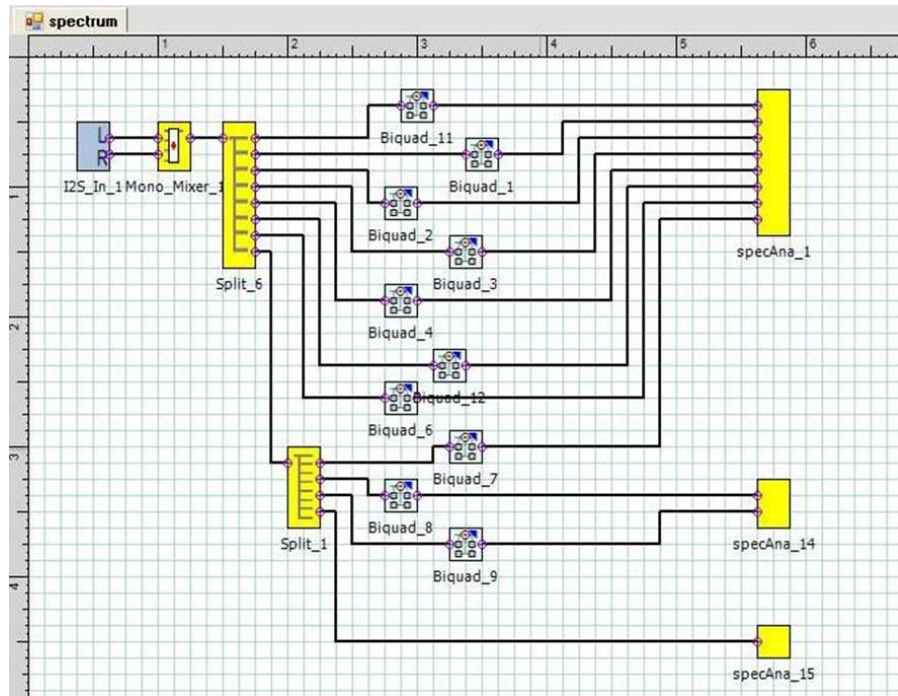 spectrum
1 2 3 4 5 6
Biquad_11
L
R
I2S_In_1 Mono_Mixer_1
Biquad_1
1
Biquad_2
specAna_1
Split_6
Biquad_3
2
Biquad_4
Biquad_12
Biquad_6
3
Biquad_7
Biquad_8
Split_1
specAna_14
Biquad_9
4
specAna_15